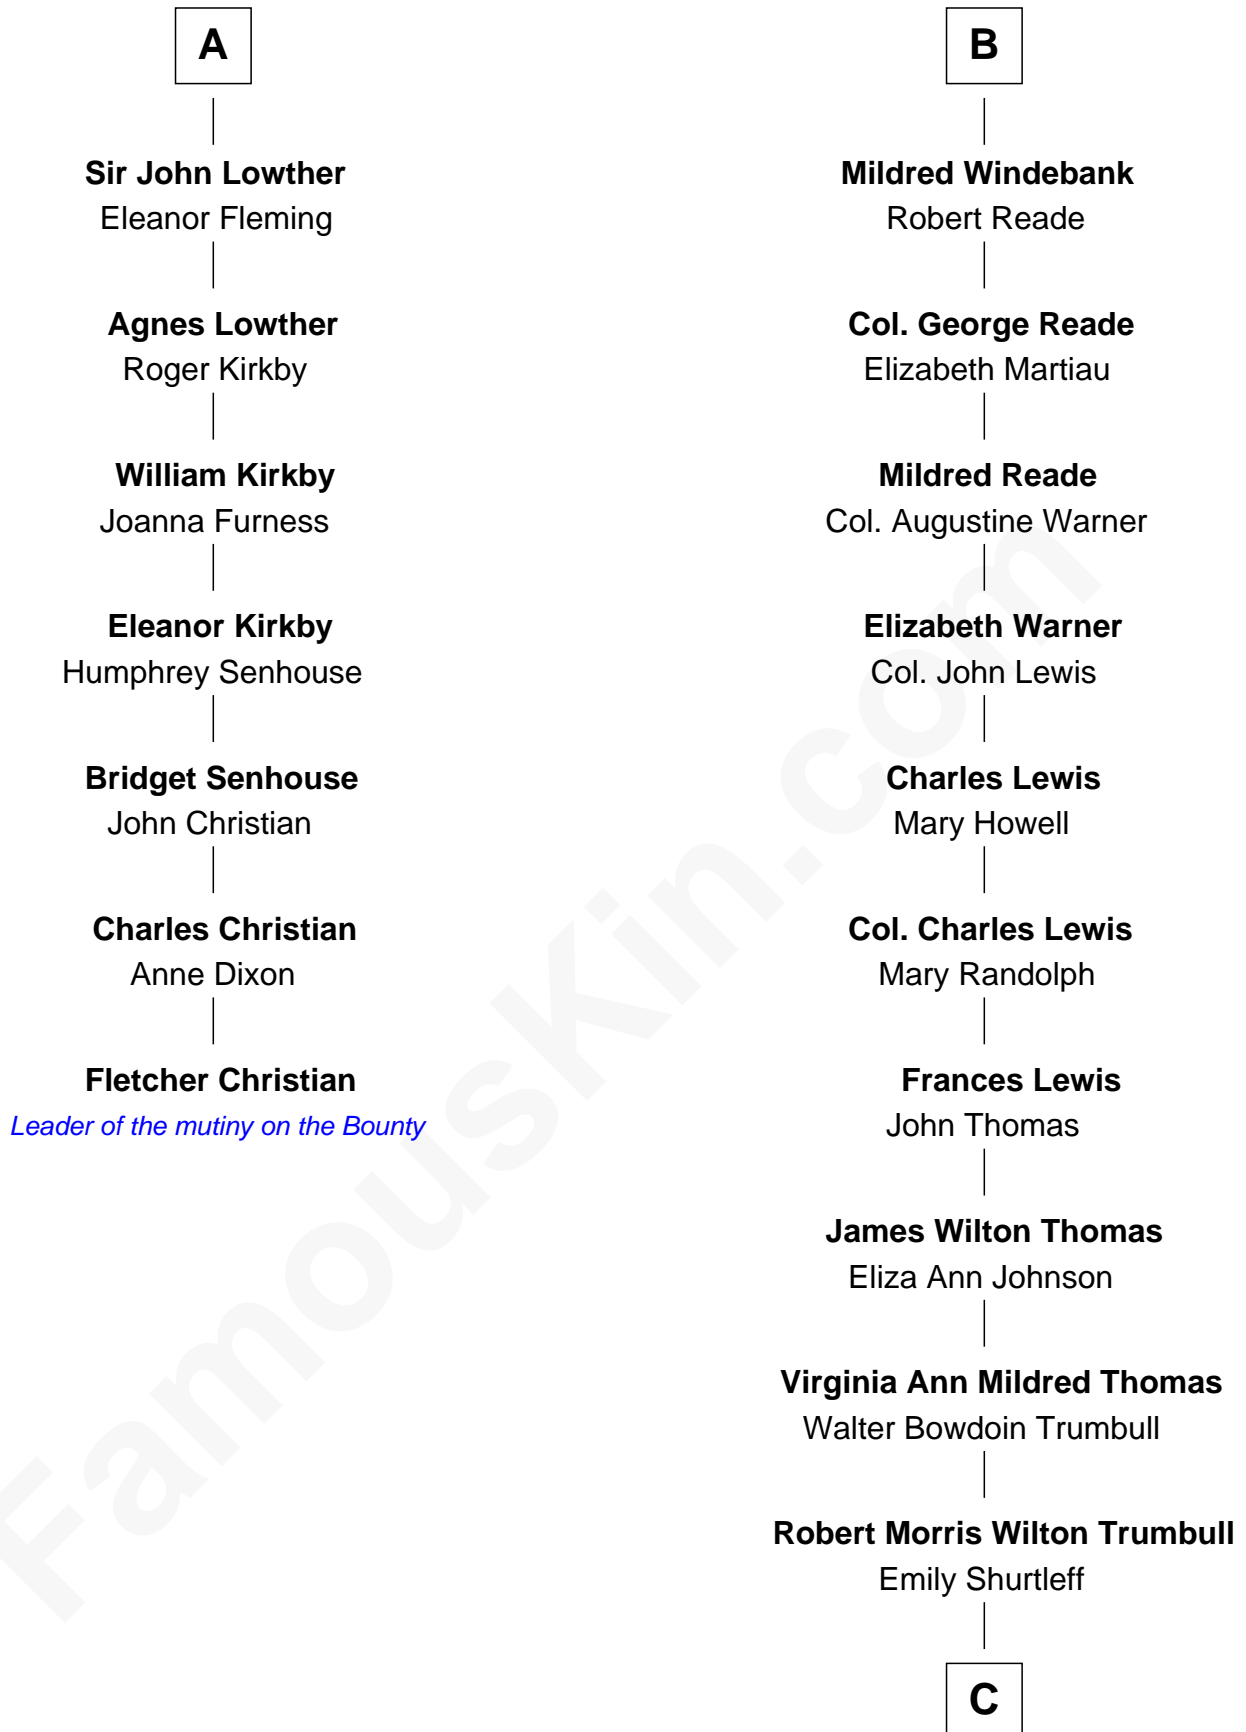 A
Sir John Lowther
Eleanor Fleming
Agnes Lowther
Roger Kirkby
William Kirkby
Joanna Furness
Eleanor Kirkby
Humphrey Senhouse
Bridget Senhouse
John Christian
Charles Christian
Anne Dixon
Fletcher Christian
Leader of the mutiny on the Bounty
B
Mildred Windebank
Robert Reade
Col. George Reade
Elizabeth Martiau
Mildred Reade
Col. Augustine Warner
Elizabeth Warner
Col. John Lewis
Charles Lewis
Mary Howell
Col. Charles Lewis
Mary Randolph
Frances Lewis
John Thomas
James Wilton Thomas
Eliza Ann Johnson
Virginia Ann Mildred Thomas
Walter Bowdoin Trumbull
Robert Morris Wilton Trumbull
Emily Shurtleff
C
FamousKin.com